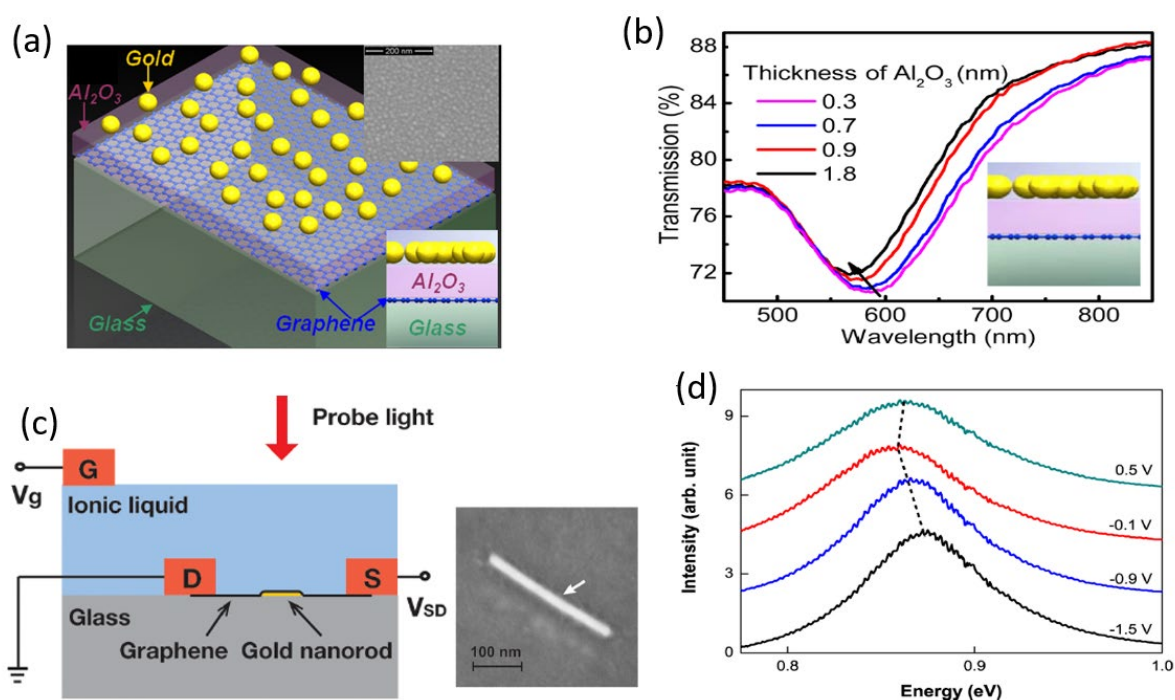 (a)
Gold
Al2O3
200 nm
Al2O3
Glass
Graphene
Glass
(b)
88
84
80
76
72
Transmission (%)
Thickness of Al2O3 (nm)
0.3
0.7
0.9
1.8
500
600
700
800
Wavelength (nm)
(c)
Probe light
G
Vg
Ionic liquid
D
S
VSD
Glass
Graphene
Gold nanorod
100 nm
(d)
9
6
3
0
Intensity (arb. unit)
0.5 V
-0.1 V
-0.9 V
-1.5 V
0.8
0.9
1.0
Energy (eV)